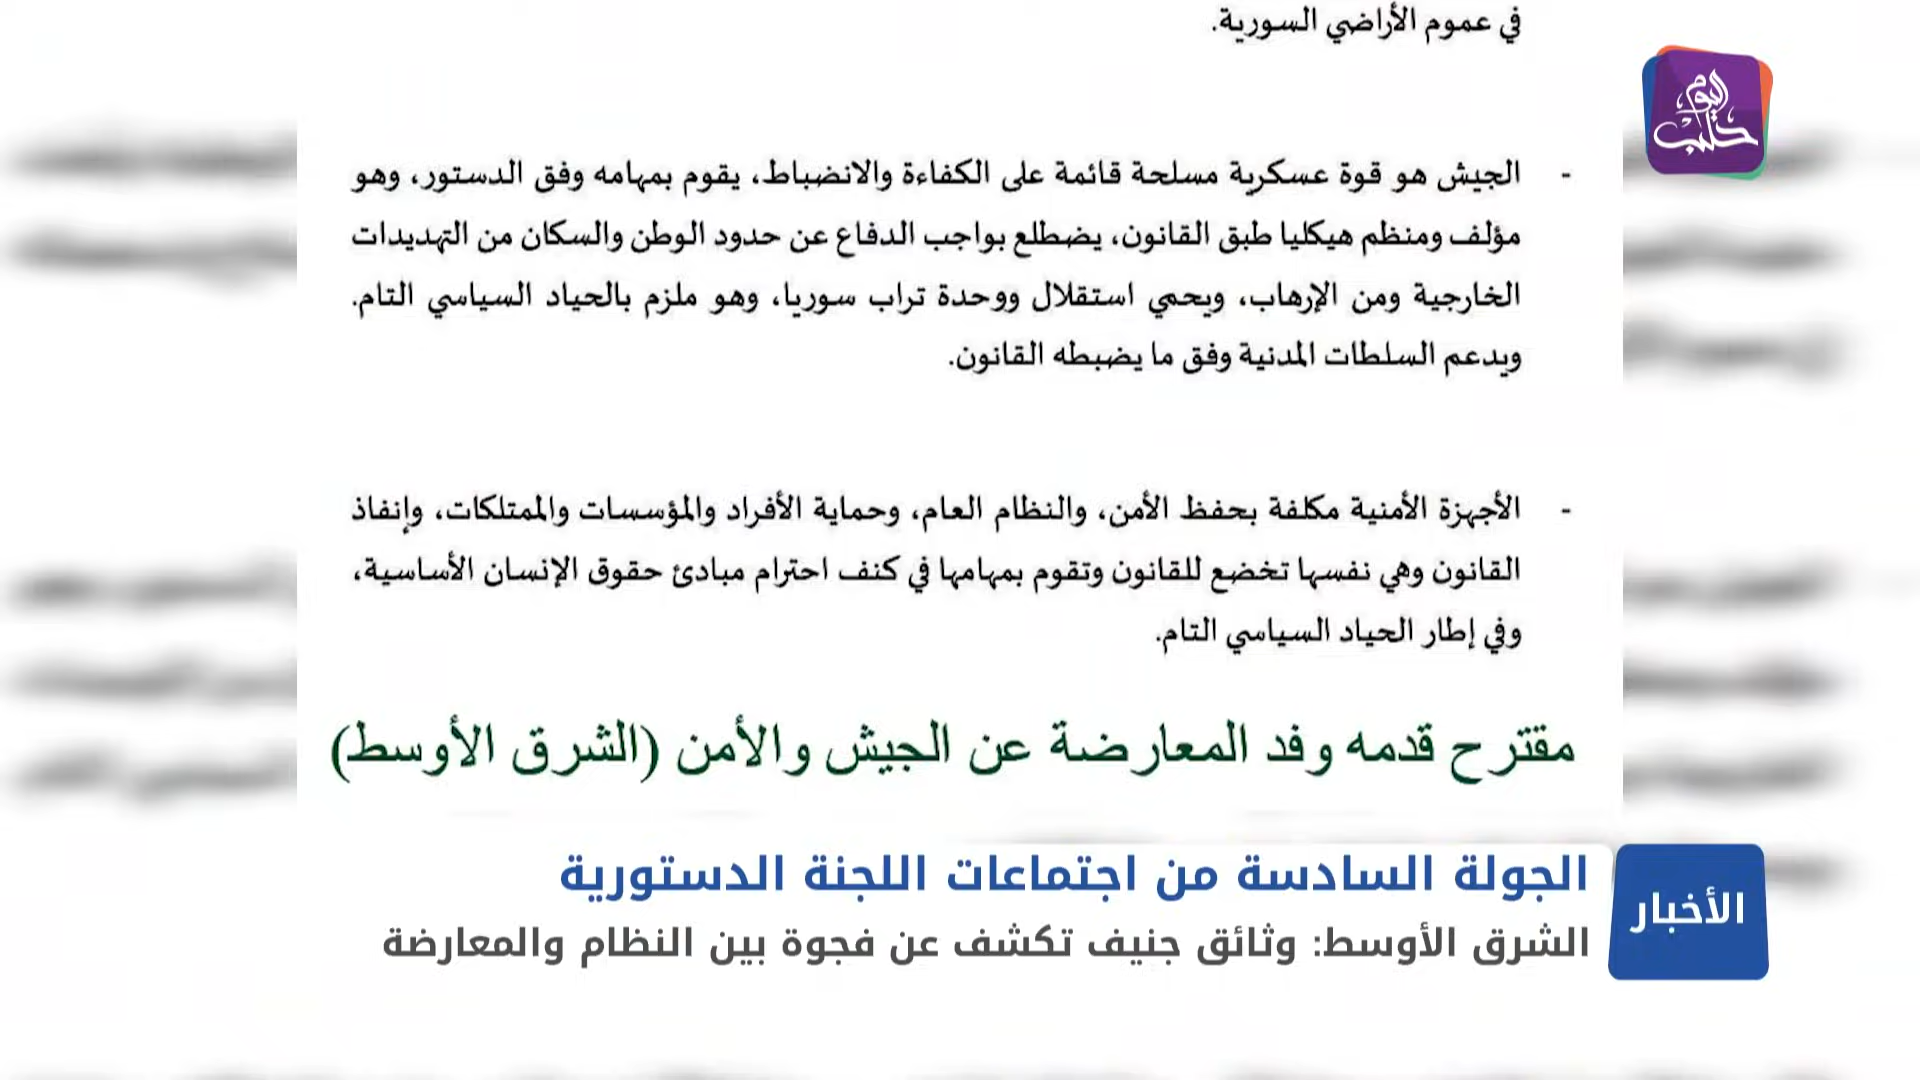 في عموم الأراضي السورية.
حلب اليوم
- الجيش هو قوة عسكرية مسلحة قائمة على الكفاءة والانضباط، يقوم بمهامه وفق الدستور، وهو
مؤلف ومنظم هيكليا طبق القانون، يضطلع بواجب الدفاع عن حدود الوطن والسكان من التهديدات
الخارجية ومن الإرهاب، ويحمي استقلال ووحدة تراب سوريا، وهو ملزم بالحياد السياسي التام.
ويدعم السلطات المدنية وفق ما يضبطه القانون.
- الأجهزة الأمنية مكلفة بحفظ الأمن، والنظام العام، وحماية الأفراد والمؤسسات والممتلكات، وإنفاذ
القانون وهي نفسها تخضع للقانون وتقوم بمهامها في كنف احترام مبادئ حقوق الإنسان الأساسية،
وفي إطار الحياد السياسي التام.
مقترح قدمه وفد المعارضة عن الجيش والأمن (الشرق الأوسط)
الجولة السادسة من اجتماعات اللجنة الدستورية
الأخبار
الشرق الأوسط: وثائق جنيف تكشف عن فجوة بين النظام والمعارضة